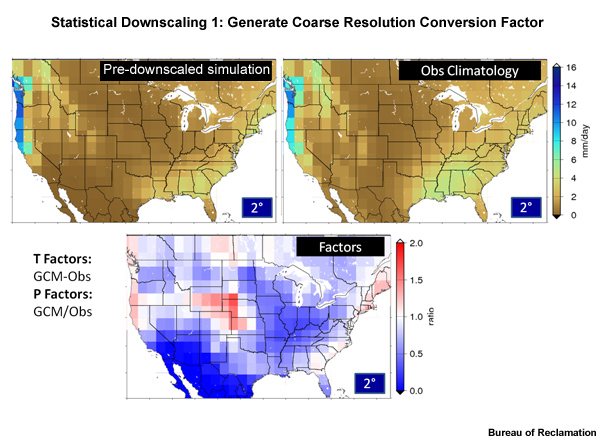 Statistical Downscaling 1: Generate Coarse Resolution Conversion Factor
Pre-downscaled simulation
2°
Obs Climatology
2°
16
14
12
10
8
6
4
2
0
mm/day
T Factors:
GCM-Obs
P Factors:
GCM/Obs
Factors
2°
2.0
1.5
1.0
0.5
0.0
ratio
Bureau of Reclamation